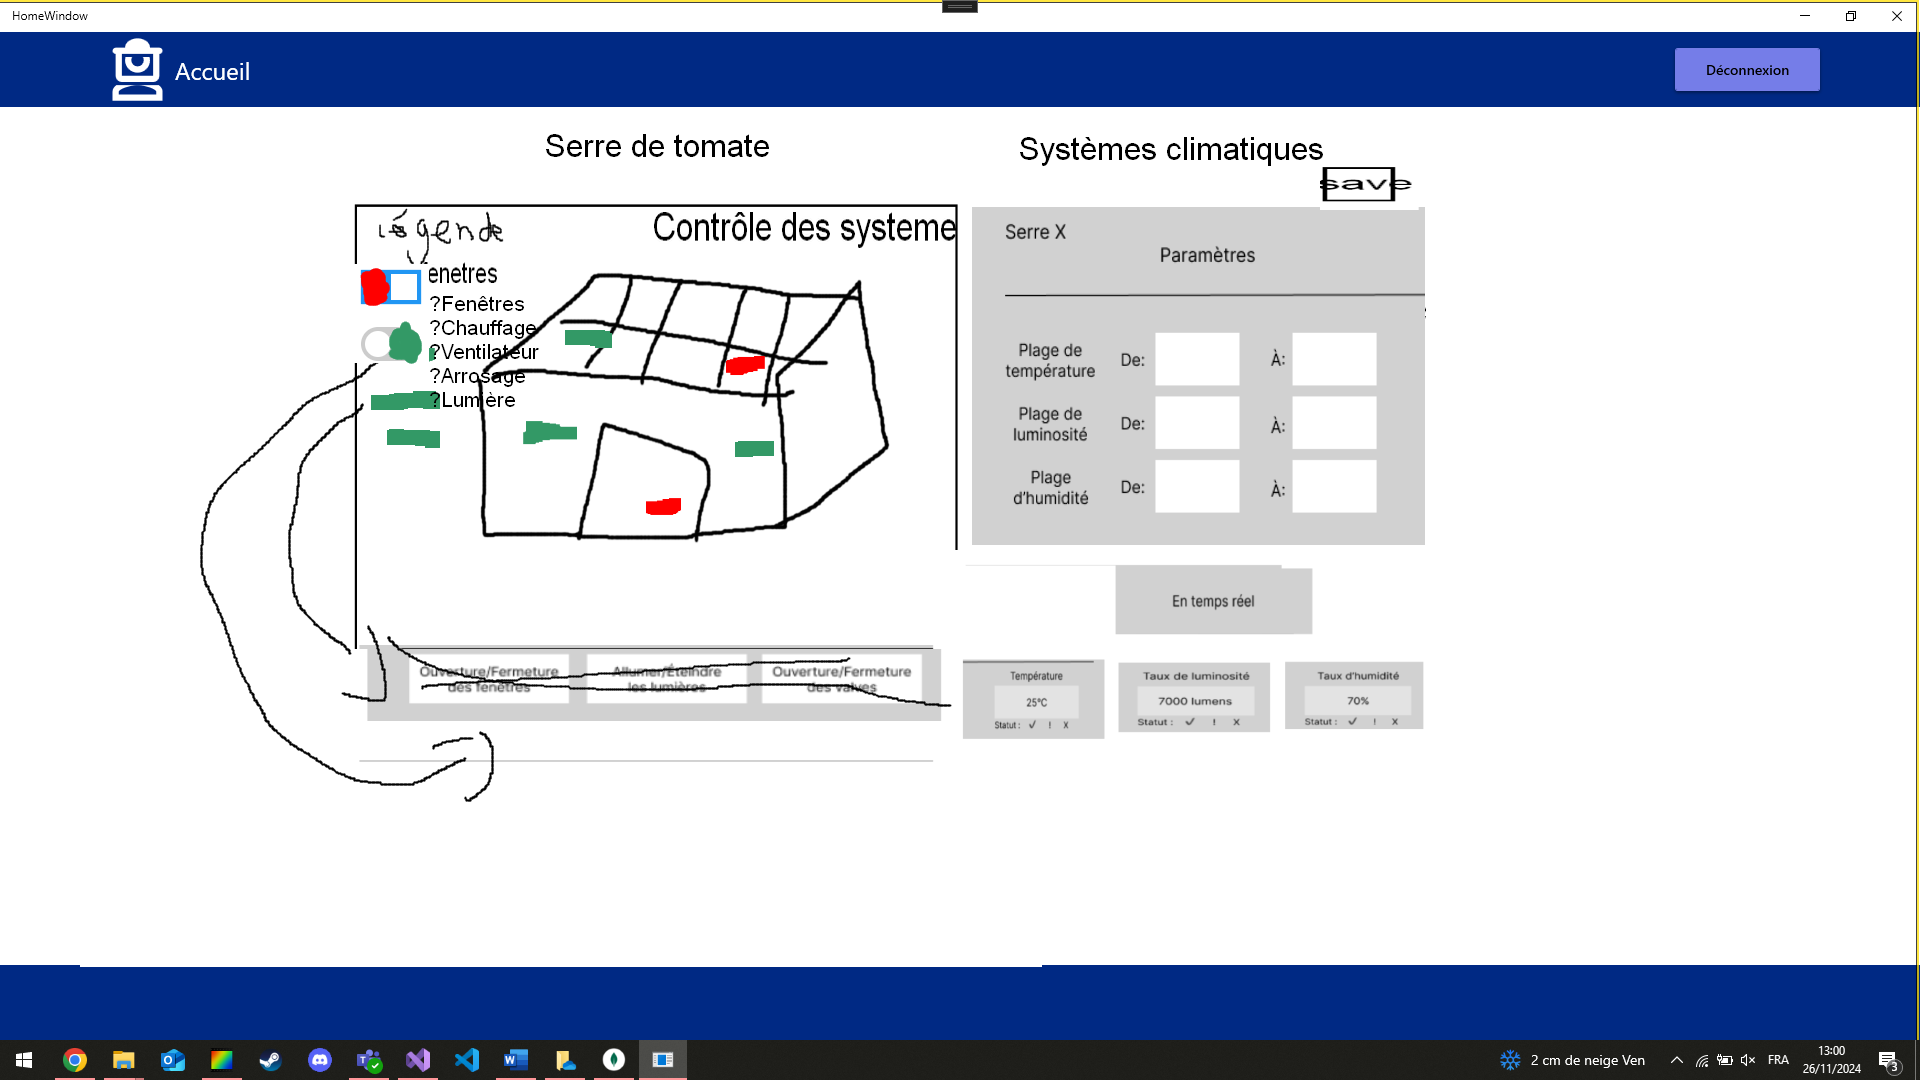 HomeWindow
Accueil
Déconnexion
Serre de tomate
Systèmes climatiques
save
légende
Contrôle des systeme
enetres
?Fenêtres
?Chauffage
?Ventilateur
?Arrosage
?Lumière
Serre X
Paramètres
Plage de
température
De:
À:
Plage de
luminosité
De:
À:
Plage
d'humidité
De:
À:
En temps réel
Ouverture/Fermeture
des fenêtres
Allumer/Éteindre
les lumières
Ouverture/Fermeture
des valves
Température
25°C
Statut : ✓ ! X
Taux de luminosité
7000 lumens
Statut : ✓ ! X
Taux d'humidité
70%
Statut : ✓ ! X
2 cm de neige Ven
FRA
13:00
26/11/2024
3